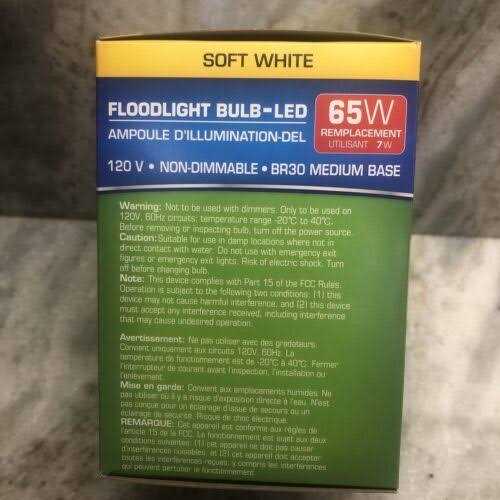 SOFT WHITE
FLOODLIGHT BULB-LED
AMPOULE D'ILLUMINATION-DEL
65W
REMPLACEMENT
UTILISANT 7W
120 V • NON-DIMMABLE • BR30 MEDIUM BASE
Warning: Not to be used with dimmers. Only to be used on
120V, 60Hz circuits; temperature range -20°C to 40°C.
Before removing or inspecting bulb, turn off the power source.
Caution: Suitable for use in damp locations where not in
direct contact with water. Do not use with emergency exit
figures or emergency exit lights. Risk of electric shock. Turn
off before changing bulb.
Note: This device complies with Part 15 of the FCC Rules.
Operation is subject to the following two conditions: (1) this
device may not cause harmful interference, and (2) this device
must accept any interference received, including interference
that may cause undesired operation.
Avertissement: Ne pas utiliser avec des gradateurs.
Convient uniquement aux circuits 120V, 60Hz. La
température de fonctionnement est de -20°C à 40°C. Fermer
l'interrupteur de courant avant l'inspection, l'installation ou
l'enlèvement.
Mise en garde: Convient aux emplacements humides. Ne
pas utiliser où il y a risque d'exposition directe à l'eau. N'est
pas conçue pour un éclairage d'issue de secours ou un
éclairage de sécurité. Risque de choc électrique.
REMARQUE: Cet appareil est conforme aux règles de
l'article 15 de la FCC. Le fonctionnement est sujet aux deux
conditions suivantes: (1) cet appareil ne doit pas causer
d'interférences nuisibles, et (2) cet appareil doit accepter
toutes les interférences reçues, y compris les interférences
qui peuvent perturber le fonctionnement.